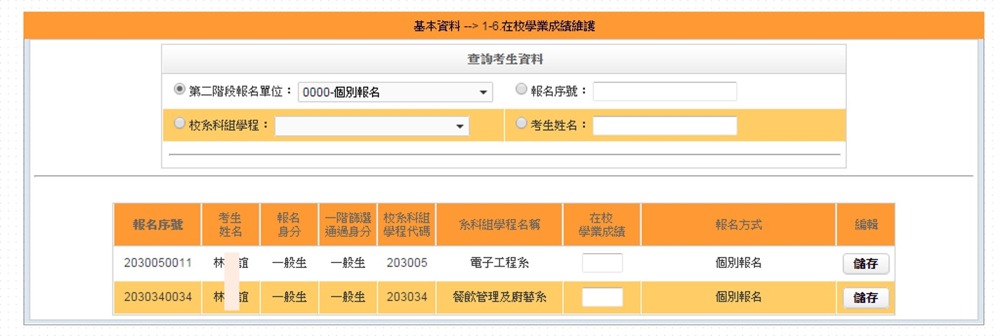 基本資料 --> 1-6.在校學業成績維護
查詢考生資料
第二階段報名單位： 0000-個別報名 報名序號：
校系科組學程： 考生姓名：
報名序號 考生姓名 報名身分 一階篩選通過身分 校系科組學程代碼 系科組學程名稱 在校學業成績 報名方式 編輯
2030050011 林 誼 一般生 一般生 203005 電子工程系 個別報名 儲存
2030340034 林 誼 一般生 一般生 203034 餐飲管理及廚藝系 個別報名 儲存